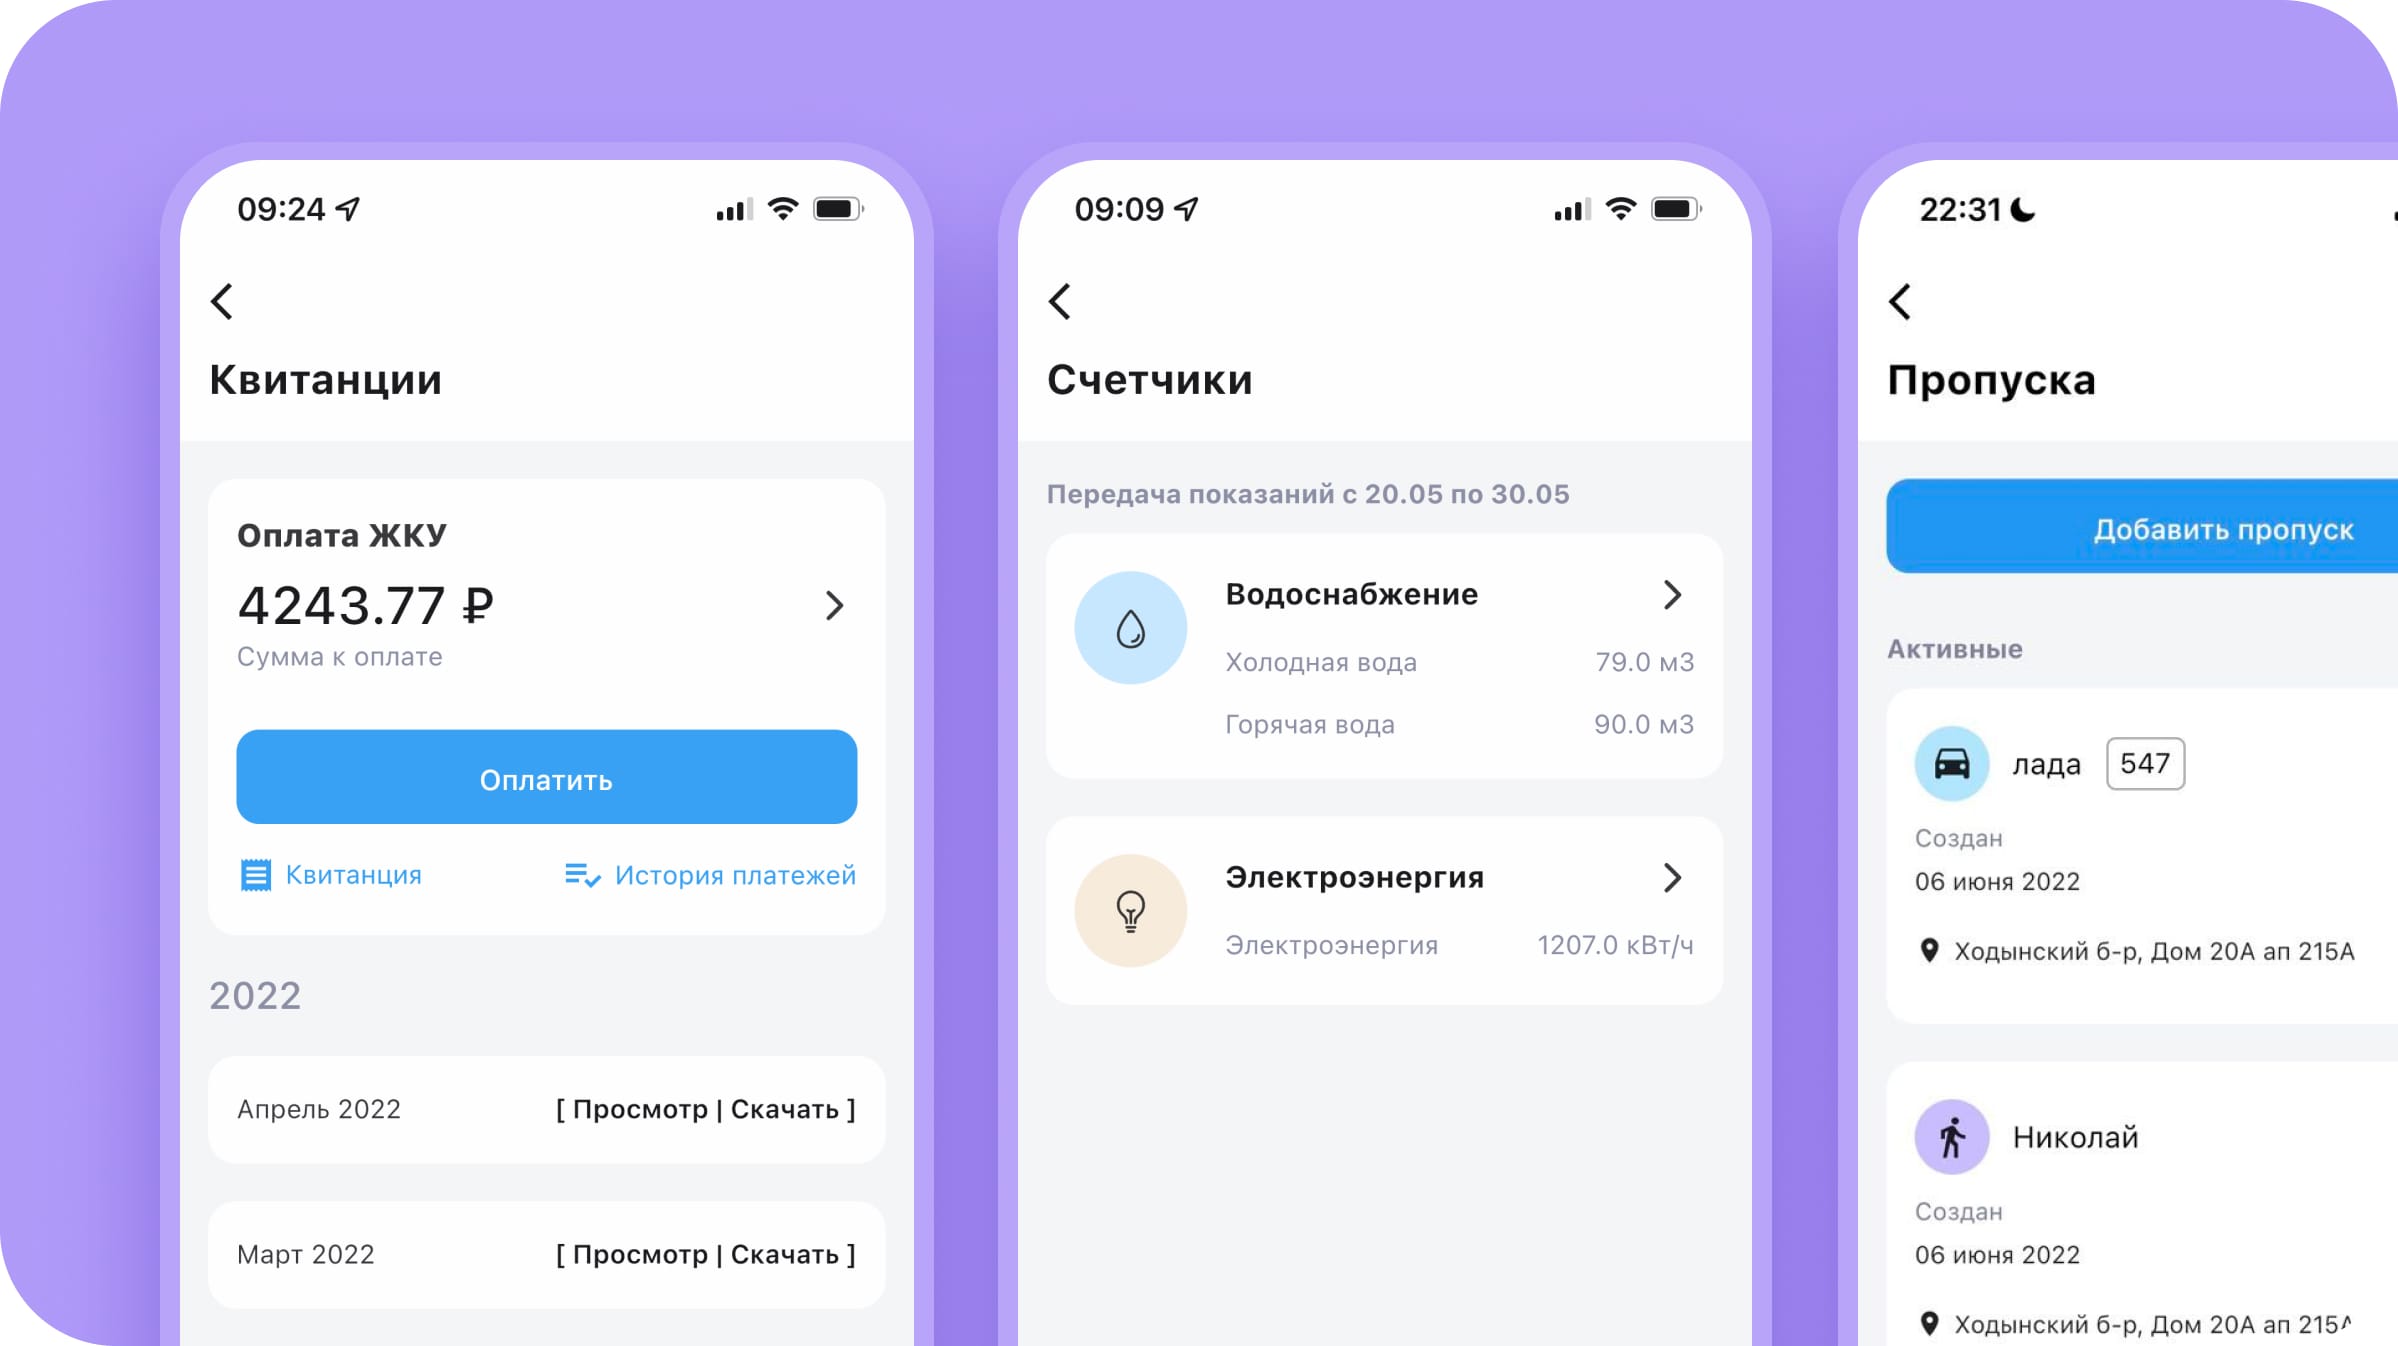 09:24
Квитанции
Оплата ЖКУ
4243.77 ₽
Сумма к оплате
Оплатить
Квитанция
История платежей
2022
Апрель 2022
[ Просмотр | Скачать ]
Март 2022
[ Просмотр | Скачать ]
09:09
Счетчики
Передача показаний с 20.05 по 30.05
Водоснабжение
Холодная вода
79.0 м3
Горячая вода
90.0 м3
Электроэнергия
Электроэнергия
1207.0 кВт/ч
22:31
Пропуска
Добавить пропуск
Активные
лада
547
Создан
06 июня 2022
Ходынский б-р, Дом 20А ап 215А
Николай
Создан
06 июня 2022
Ходынский б-р, Дом 20А ап 215А